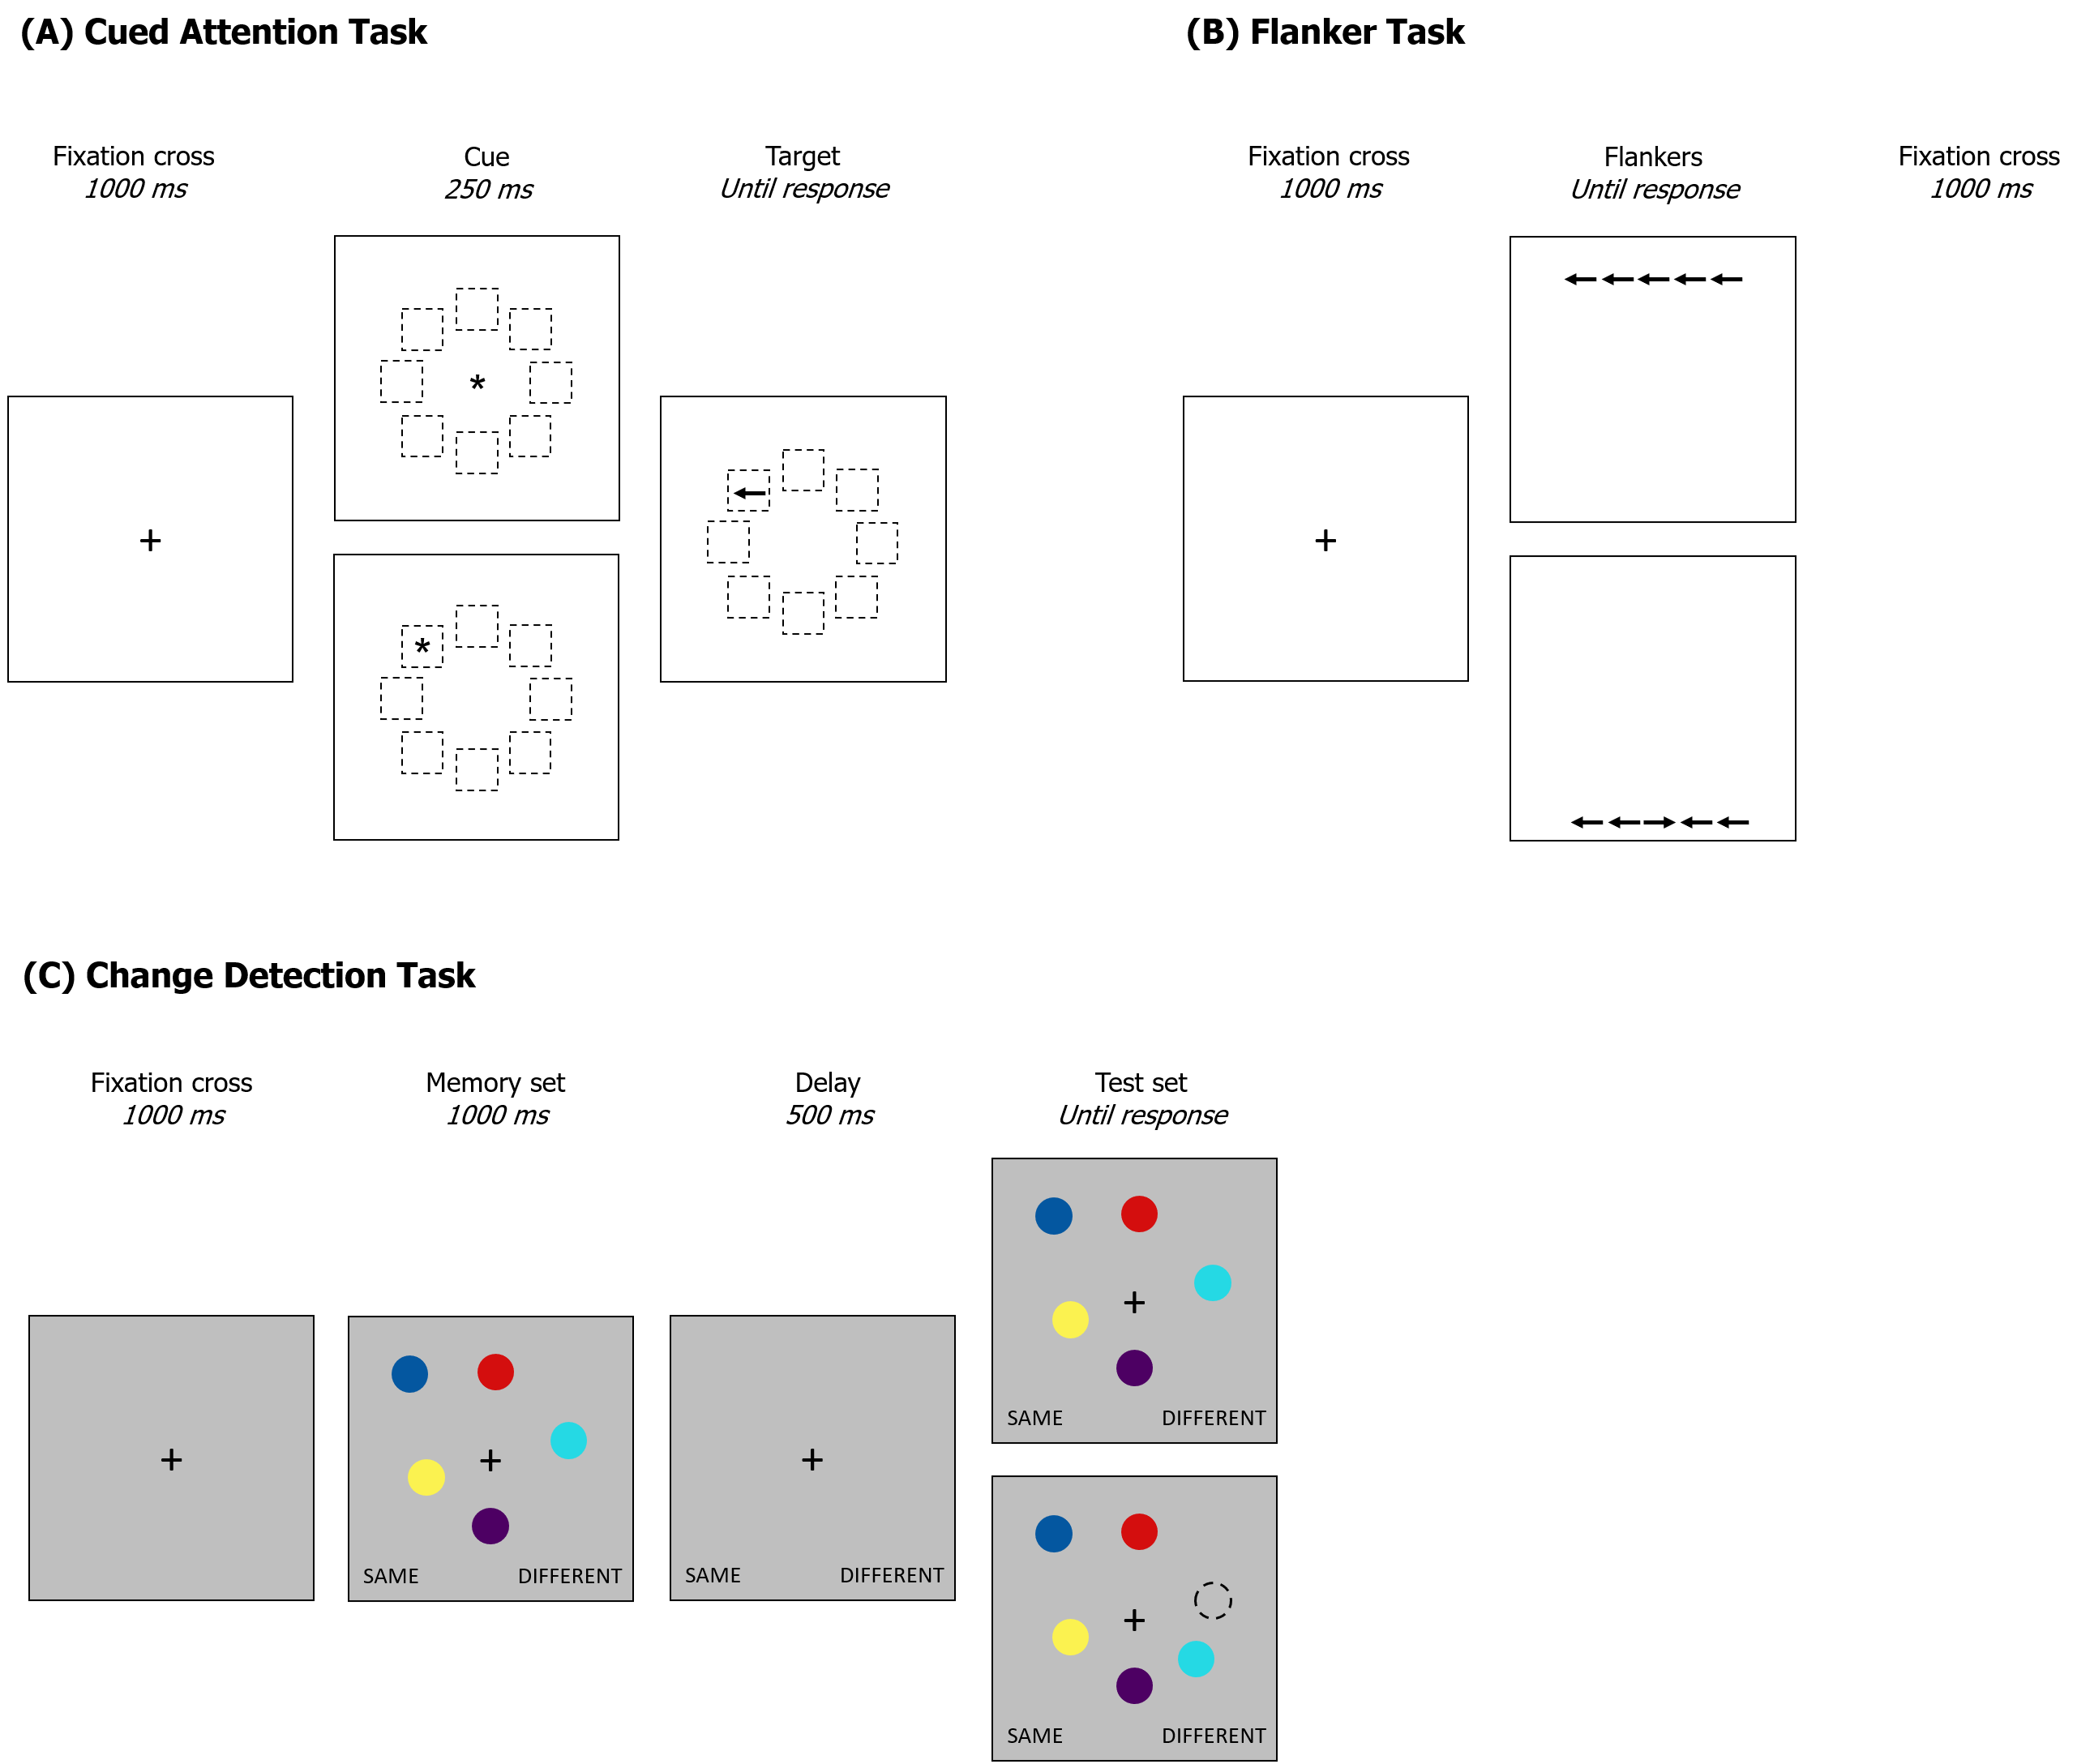 (A) Cued Attention Task
Fixation cross
1000 ms
Cue
250 ms
*
Target
Until response
+
*
(B) Flanker Task
Fixation cross
1000 ms
Flankers
Until response
Fixation cross
1000 ms
+
(C) Change Detection Task
Fixation cross
1000 ms
Memory set
1000 ms
Delay
500 ms
Test set
Until response
+
+
SAME DIFFERENT
+
SAME DIFFERENT
+
SAME DIFFERENT
+
SAME DIFFERENT